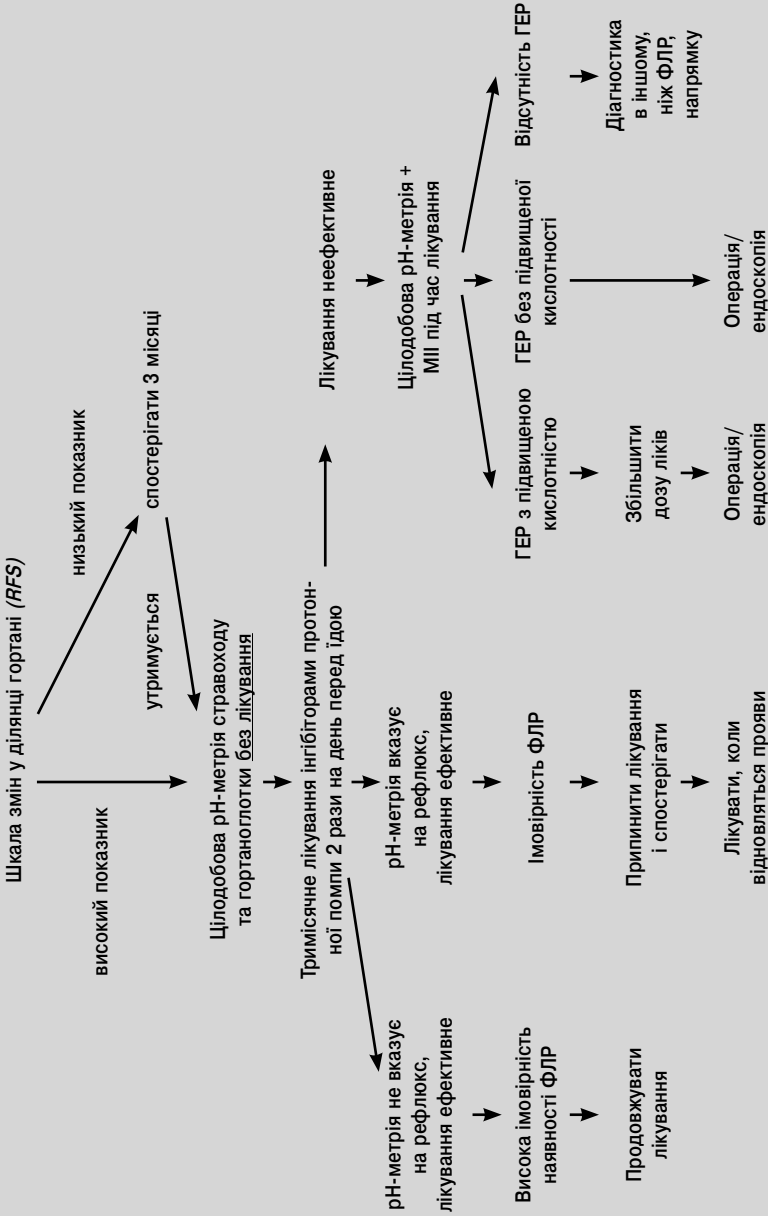 Шкала змін у ділянці гортані (RFS)
високий показник
низький показник
спостерігати 3 місяці
утримується
Цілодобова pH-метрія стравоходу
та гортаноглотки без лікування
Тримісячне лікування інгібіторами протон-
ної помпи 2 рази на день перед їдою
pH-метрія не вказує
на рефлюкс,
лікування ефективне
Висока імовірність
наявності ФЛР
Продовжувати
лікування
pH-метрія вказує
на рефлюкс,
лікування ефективне
Імовірність ФЛР
Припинити лікування
і спостерігати
Лікувати, коли
відновляться прояви
Лікування неефективне
Цілодобова pH-метрія +
МІІ під час лікування
ГЕР з підвищеною
кислотністю
Збільшити
дозу ліків
Операція/
ендоскопія
ГЕР без підвищеної
кислотності
Операція/
ендоскопія
Відсутність ГЕР
Діагностика
в іншому,
ніж ФЛР,
напрямку